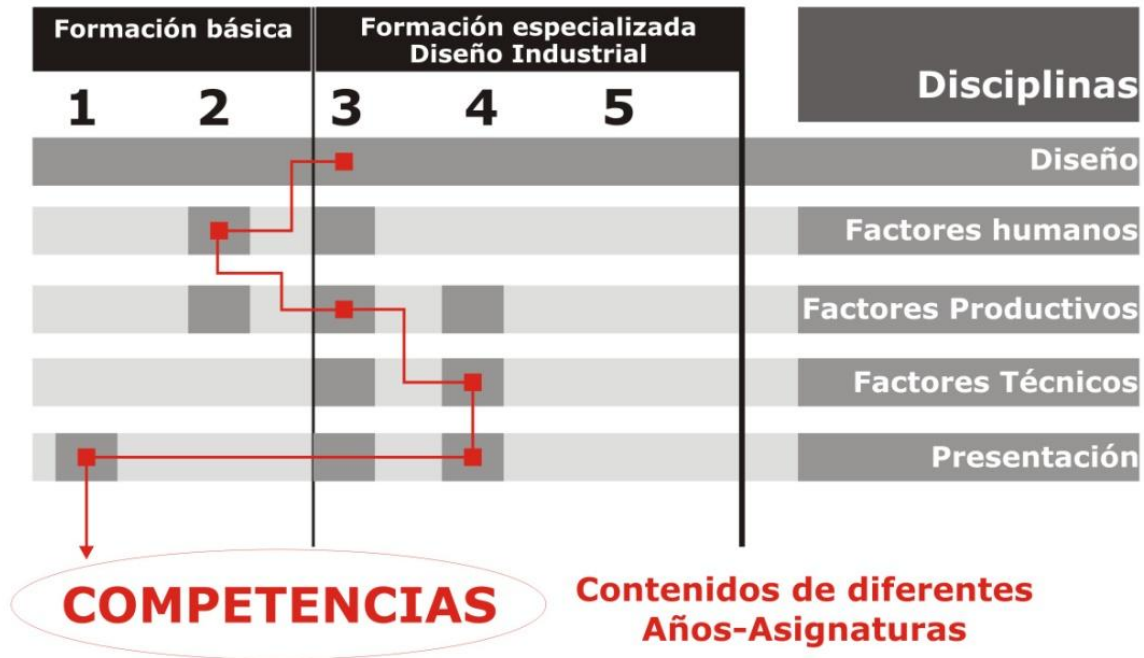 Formación básica
Formación especializada
Diseño Industrial
Disciplinas
1 2 3 4 5
Diseño
Factores humanos
Factores Productivos
Factores Técnicos
Presentación
COMPETENCIAS
Contenidos de diferentes
Años-Asignaturas